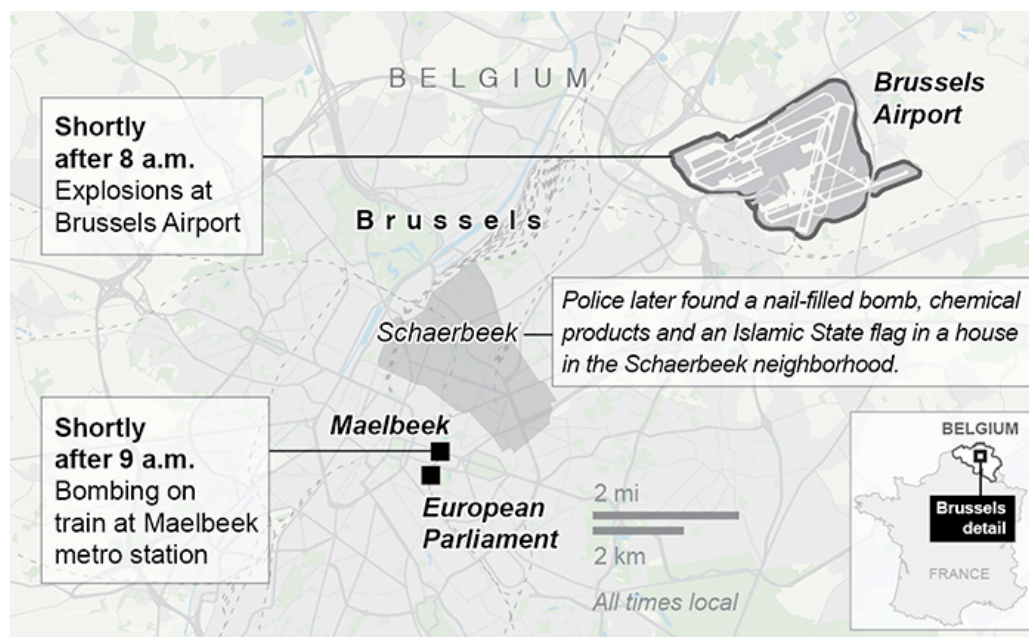 BELGIUM
Brussels
Airport
Shortly
after 8 a.m.
Explosions at
Brussels Airport
Brussels
Schaerbeek
Police later found a nail-filled bomb, chemical
products and an Islamic State flag in a house
in the Schaerbeek neighborhood.
Shortly
after 9 a.m.
Bombing on
train at Maelbeek
metro station
Maelbeek
European
Parliament
2 mi
2 km
All times local
BELGIUM
Brussels
detail
FRANCE